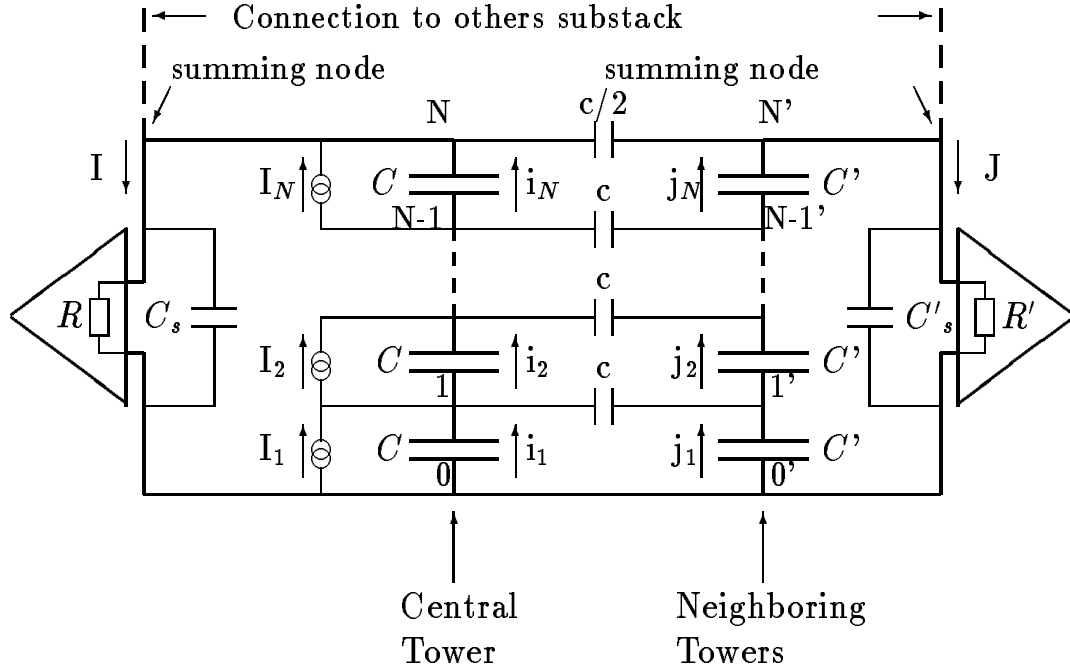 Connection to others substack
summing node
summing node
N
c/2
N'
I
I_N
C
i_N
c
j_N
C'
J
N-1
N-1'
c
R
C_s
C'_s
R'
I_2
C
i_2
c
j_2
C'
1
1'
I_1
C
i_1
j_1
C'
0
0'
Central
Tower
Neighboring
Towers